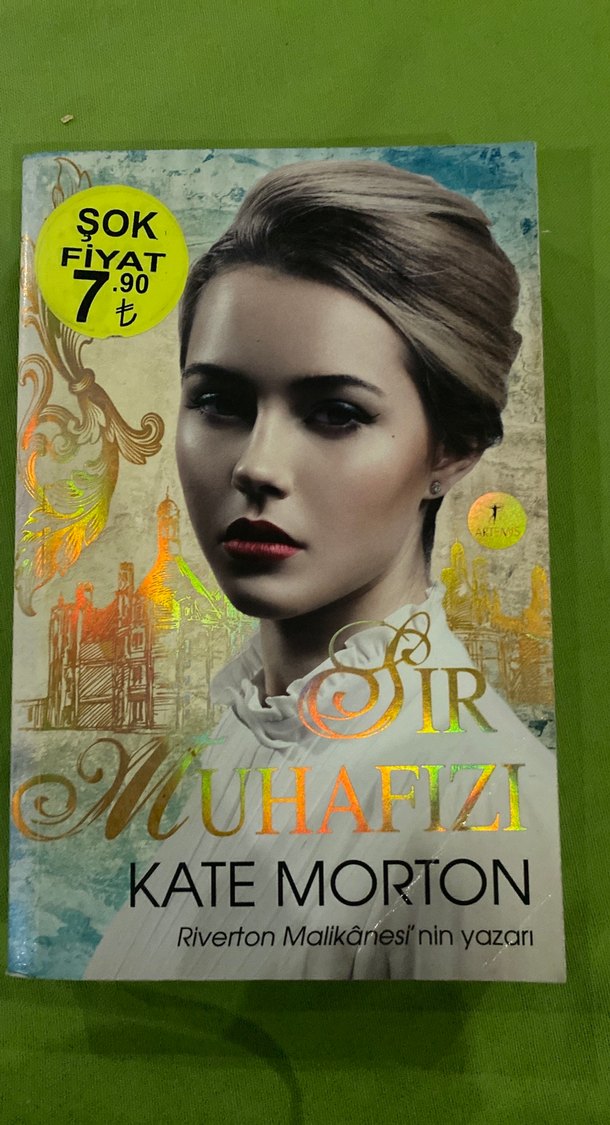 ŞOK
FİYAT
7.90
₺
ARTEMİS
SIR
MUHAFIZI
KATE MORTON
Riverton Malikânesi'nin yazarı